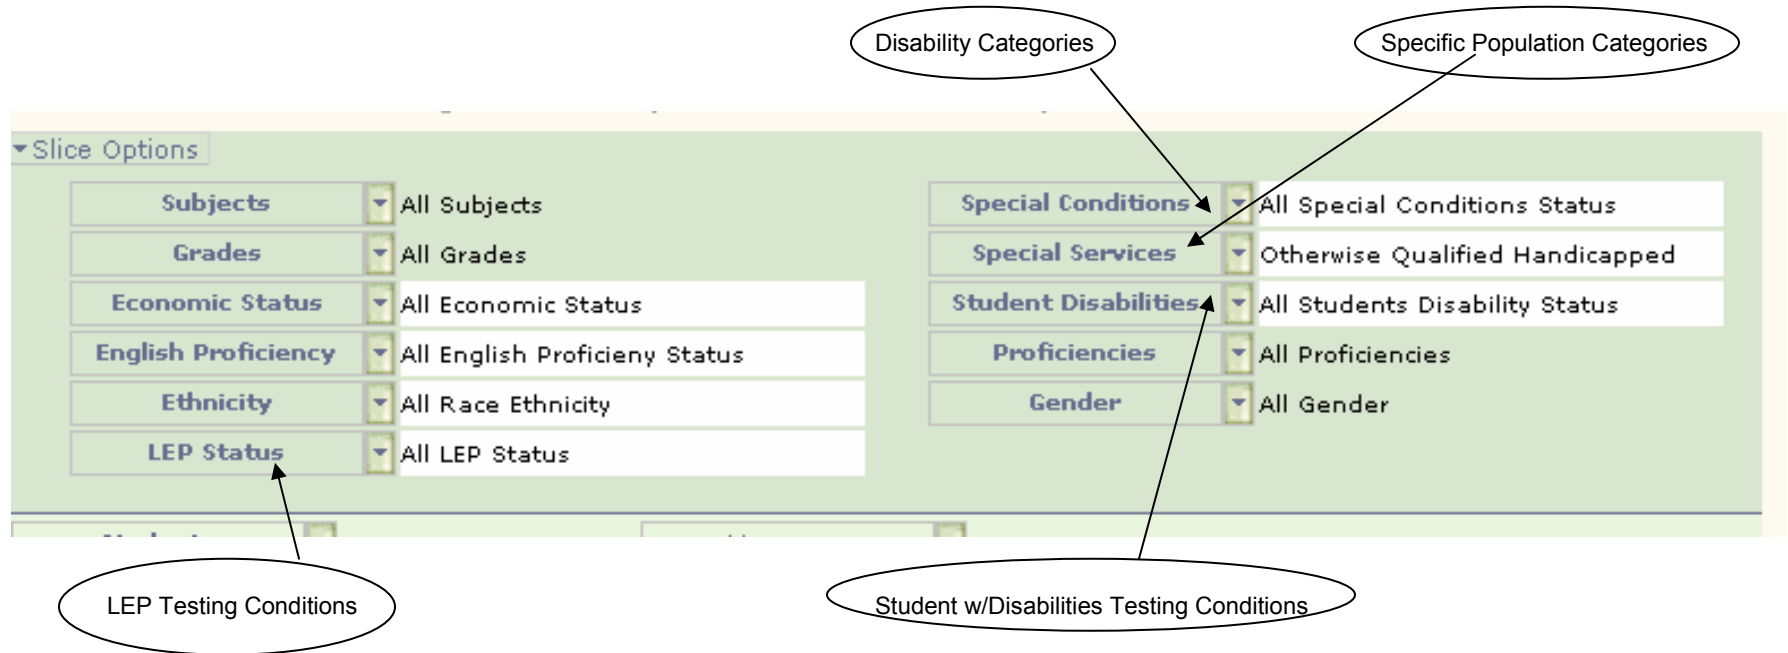 Disability Categories
Specific Population Categories
Slice Options
Subjects All Subjects
Special Conditions All Special Conditions Status
Grades All Grades
Special Services Otherwise Qualified Handicapped
Economic Status All Economic Status
Student Disabilities All Students Disability Status
English Proficiency All English Proficieny Status
Proficiencies All Proficiencies
Ethnicity All Race Ethnicity
Gender All Gender
LEP Status All LEP Status
LEP Testing Conditions
Student w/Disabilities Testing Conditions